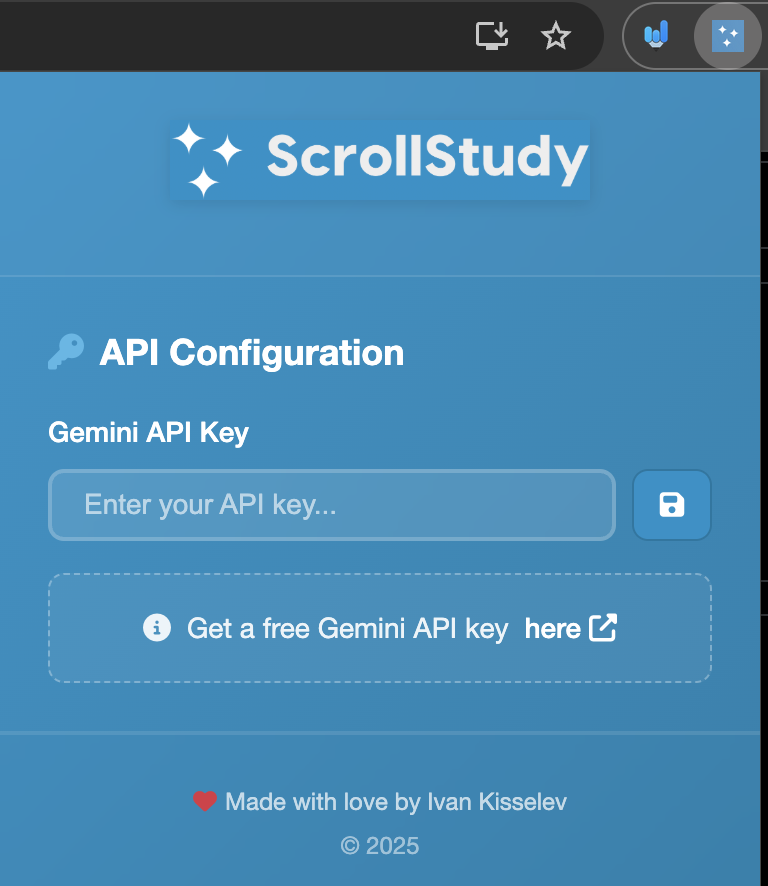 ScrollStudy
API Configuration
Gemini API Key
Enter your API key...
Get a free Gemini API key here
Made with love by Ivan Kisselev
© 2025